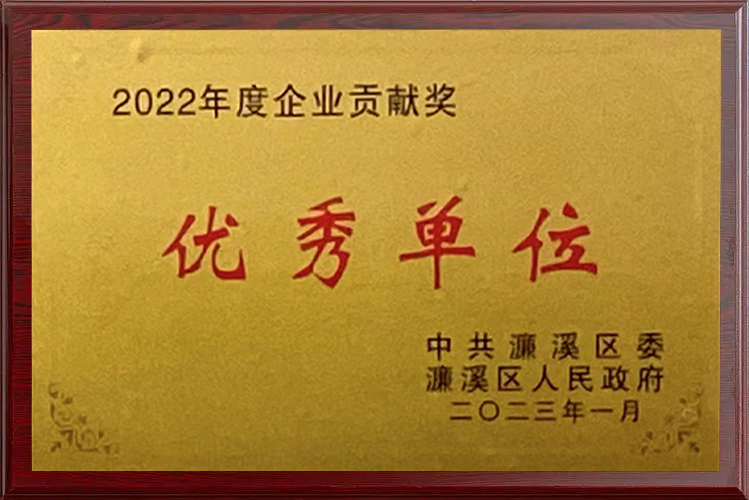 2022年度企业贡献奖
优秀单位
中共濂溪区委
濂溪区人民政府
二〇二三年一月